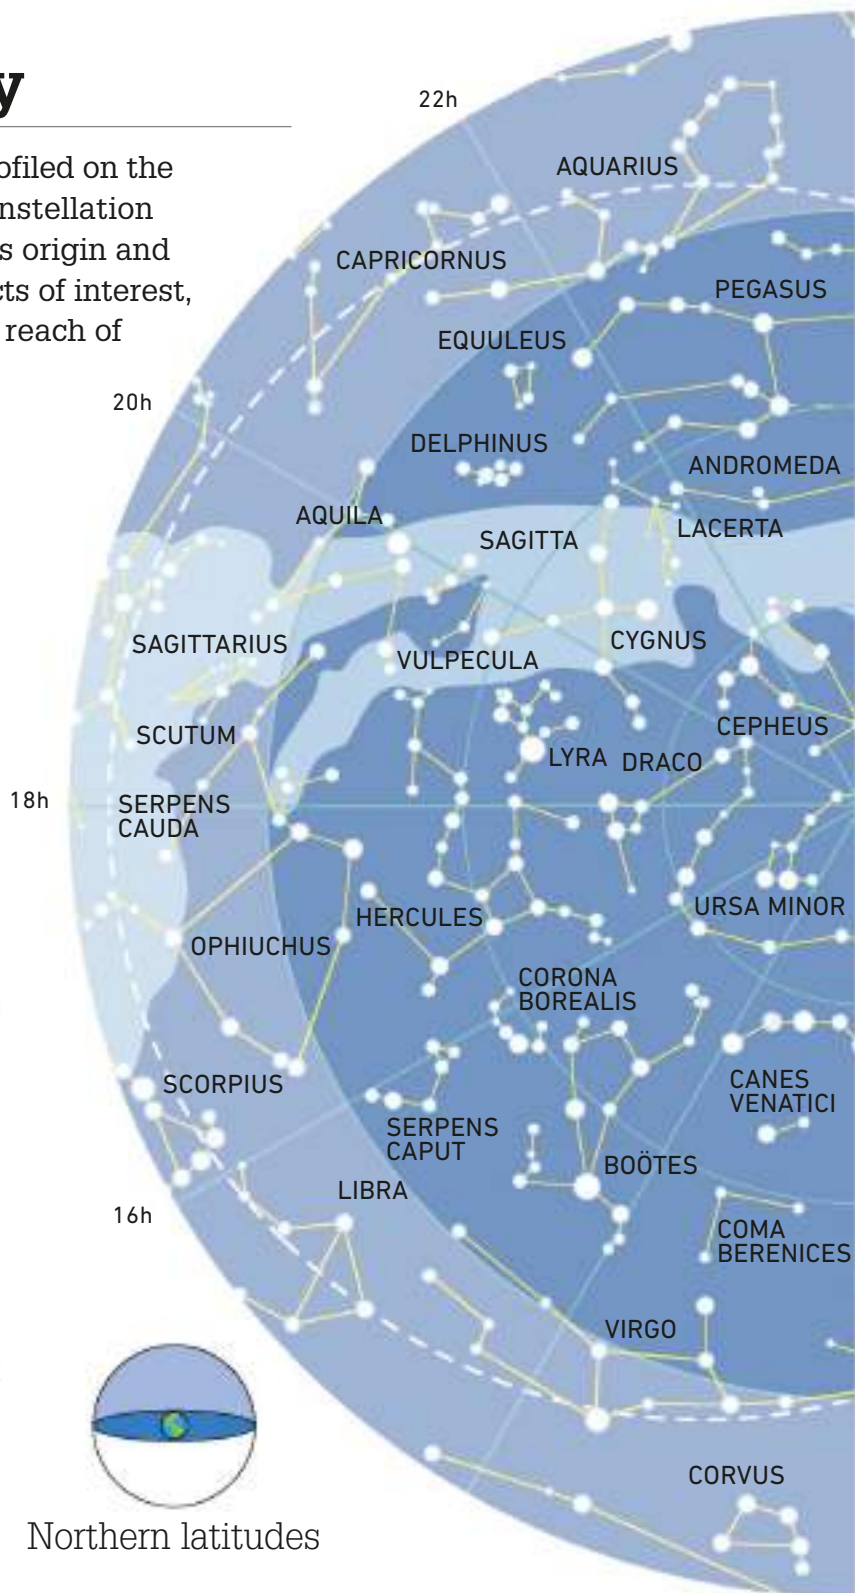 y
ofiled on the
nstellation
s origin and
cts of interest,
reach of
22h
AQUARIUS
CAPRICORNUS
PEGASUS
EQUULEUS
20h
DELPHINUS
ANDROMEDA
AQUILA
SAGITTA
LACERTA
SAGITTARIUS
VULPECULA
CYGNUS
SCUTUM
CEPHEUS
LYRA
DRACO
18h
SERPENS
CAUDA
HERCULES
URSA MINOR
OPHIUCHUS
CORONA
BOREALIS
SCORPIUS
CANES
VENATICI
SERPENS
CAPUT
BOÖTES
LIBRA
16h
COMA
BERENICES
VIRGO
CORVUS
Northern latitudes